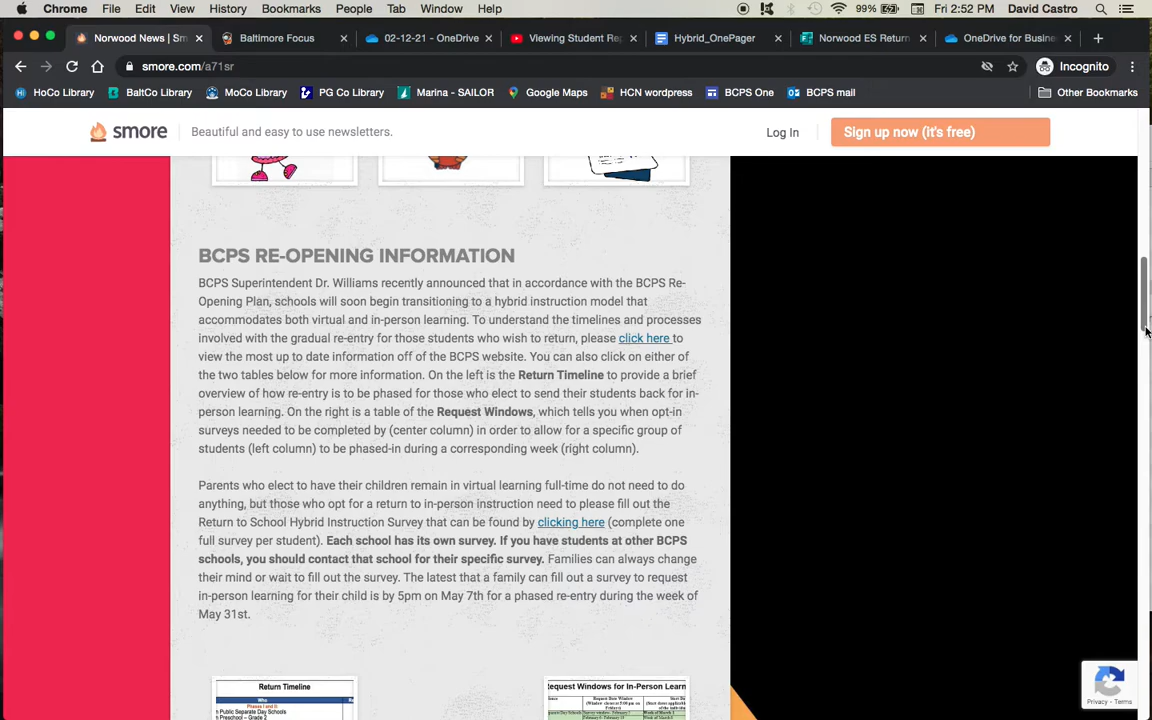 Chrome File Edit View History Bookmarks People Tab Window Help 99% Fri 2:52 PM David Castro
Norwood News | Sm Baltimore Focus 02-12-21 - OneDrive Viewing Student Re Hybrid_OnePager Norwood ES Return OneDrive for Busine
smore.com/a71sr Incognito
HoCo Library BaltCo Library MoCo Library PG Co Library Marina - SAILOR Google Maps HCN wordpress BCPS One BCPS mail Other Bookmarks
smore Beautiful and easy to use newsletters. Log In Sign up now (it's free)
BCPS RE-OPENING INFORMATION
BCPS Superintendent Dr. Williams recently announced that in accordance with the BCPS Re-
Opening Plan, schools will soon begin transitioning to a hybrid instruction model that
accommodates both virtual and in-person learning. To understand the timelines and processes
involved with the gradual re-entry for those students who wish to return, please click here to
view the most up to date information off of the BCPS website. You can also click on either of
the two tables below for more information. On the left is the Return Timeline to provide a brief
overview of how re-entry is to be phased for those who elect to send their students back for in-
person learning. On the right is a table of the Request Windows, which tells you when opt-in
surveys needed to be completed by (center column) in order to allow for a specific group of
students (left column) to be phased-in during a corresponding week (right column).
Parents who elect to have their children remain in virtual learning full-time do not need to do
anything, but those who opt for a return to in-person instruction need to please fill out the
Return to School Hybrid Instruction Survey that can be found by clicking here (complete one
full survey per student). Each school has its own survey. If you have students at other BCPS
schools, you should contact that school for their specific survey. Families can always change
their mind or wait to fill out the survey. The latest that a family can fill out a survey to request
in-person learning for their child is by 5pm on May 7th for a phased re-entry during the week of
May 31st.
Return Timeline
Who
Phases I and II
Public Separate Day Schools
Preschool - Grade 2
equest Windows for In-Person Learn
Request Date Window
Privacy - Terms